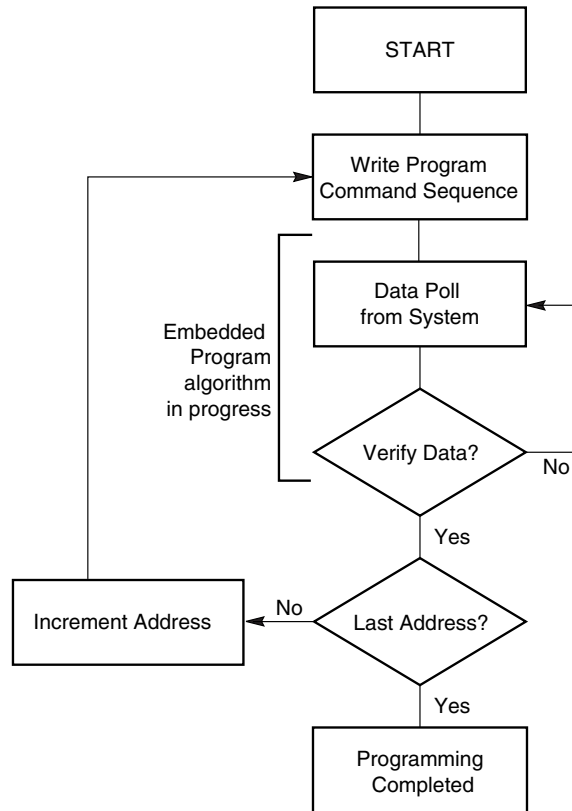 START
Write Program
Command Sequence
Data Poll
from System
Embedded
Program
algorithm
in progress
Verify Data?
No
Yes
Increment Address
No
Last Address?
Yes
Programming
Completed